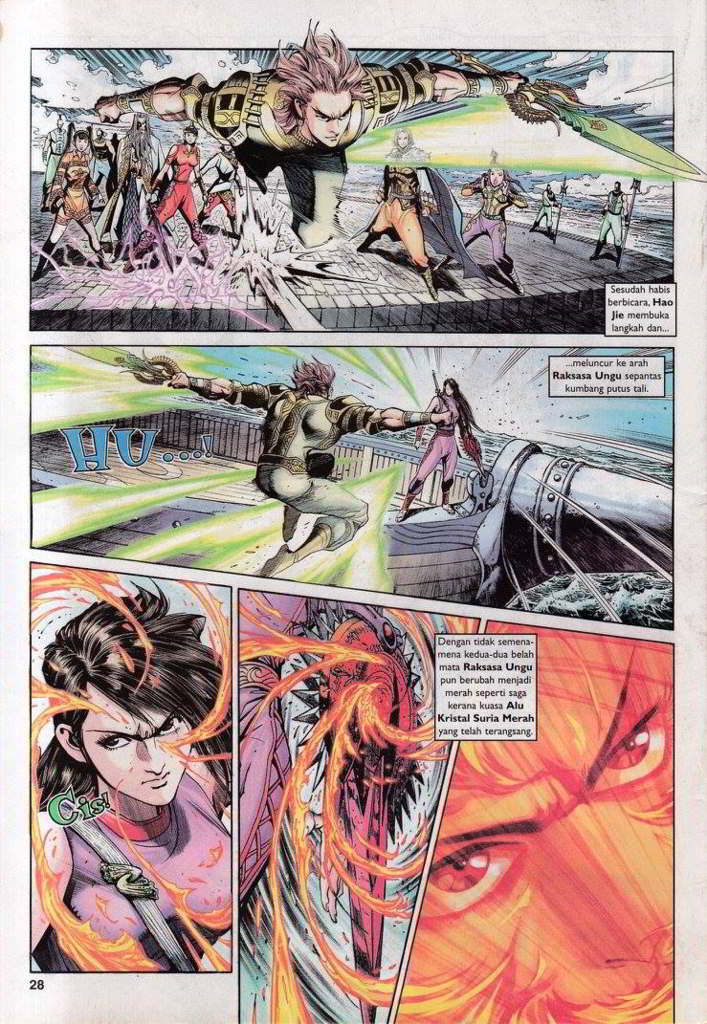 Sesudah habis
berbicara, Hao
Jie membuka
langkah dan...
...meluncur ke arah
Raksasa Ungu sepantas
kumbang putus tali.
HU...!
Cis!
Dengan tidak semena-
mena kedua-dua belah
mata Raksasa Ungu
pun berubah menjadi
merah seperti saga
kerana kuasa Alu
Kristal Suria Merah
yang telah terangsang.
28